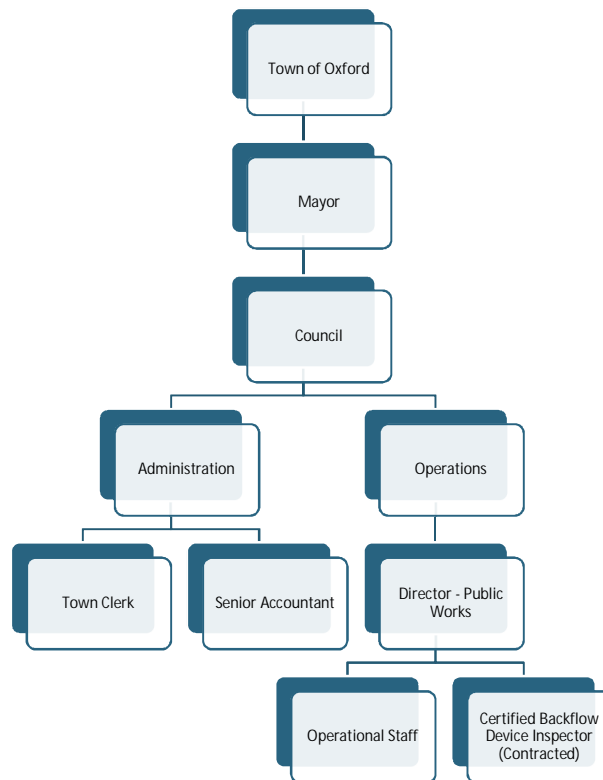 Town of Oxford
Mayor
Council
Administration
Operations
Town Clerk
Senior Accountant
Director - Public
Works
Operational Staff
Certified Backflow
Device Inspector
(Contracted)